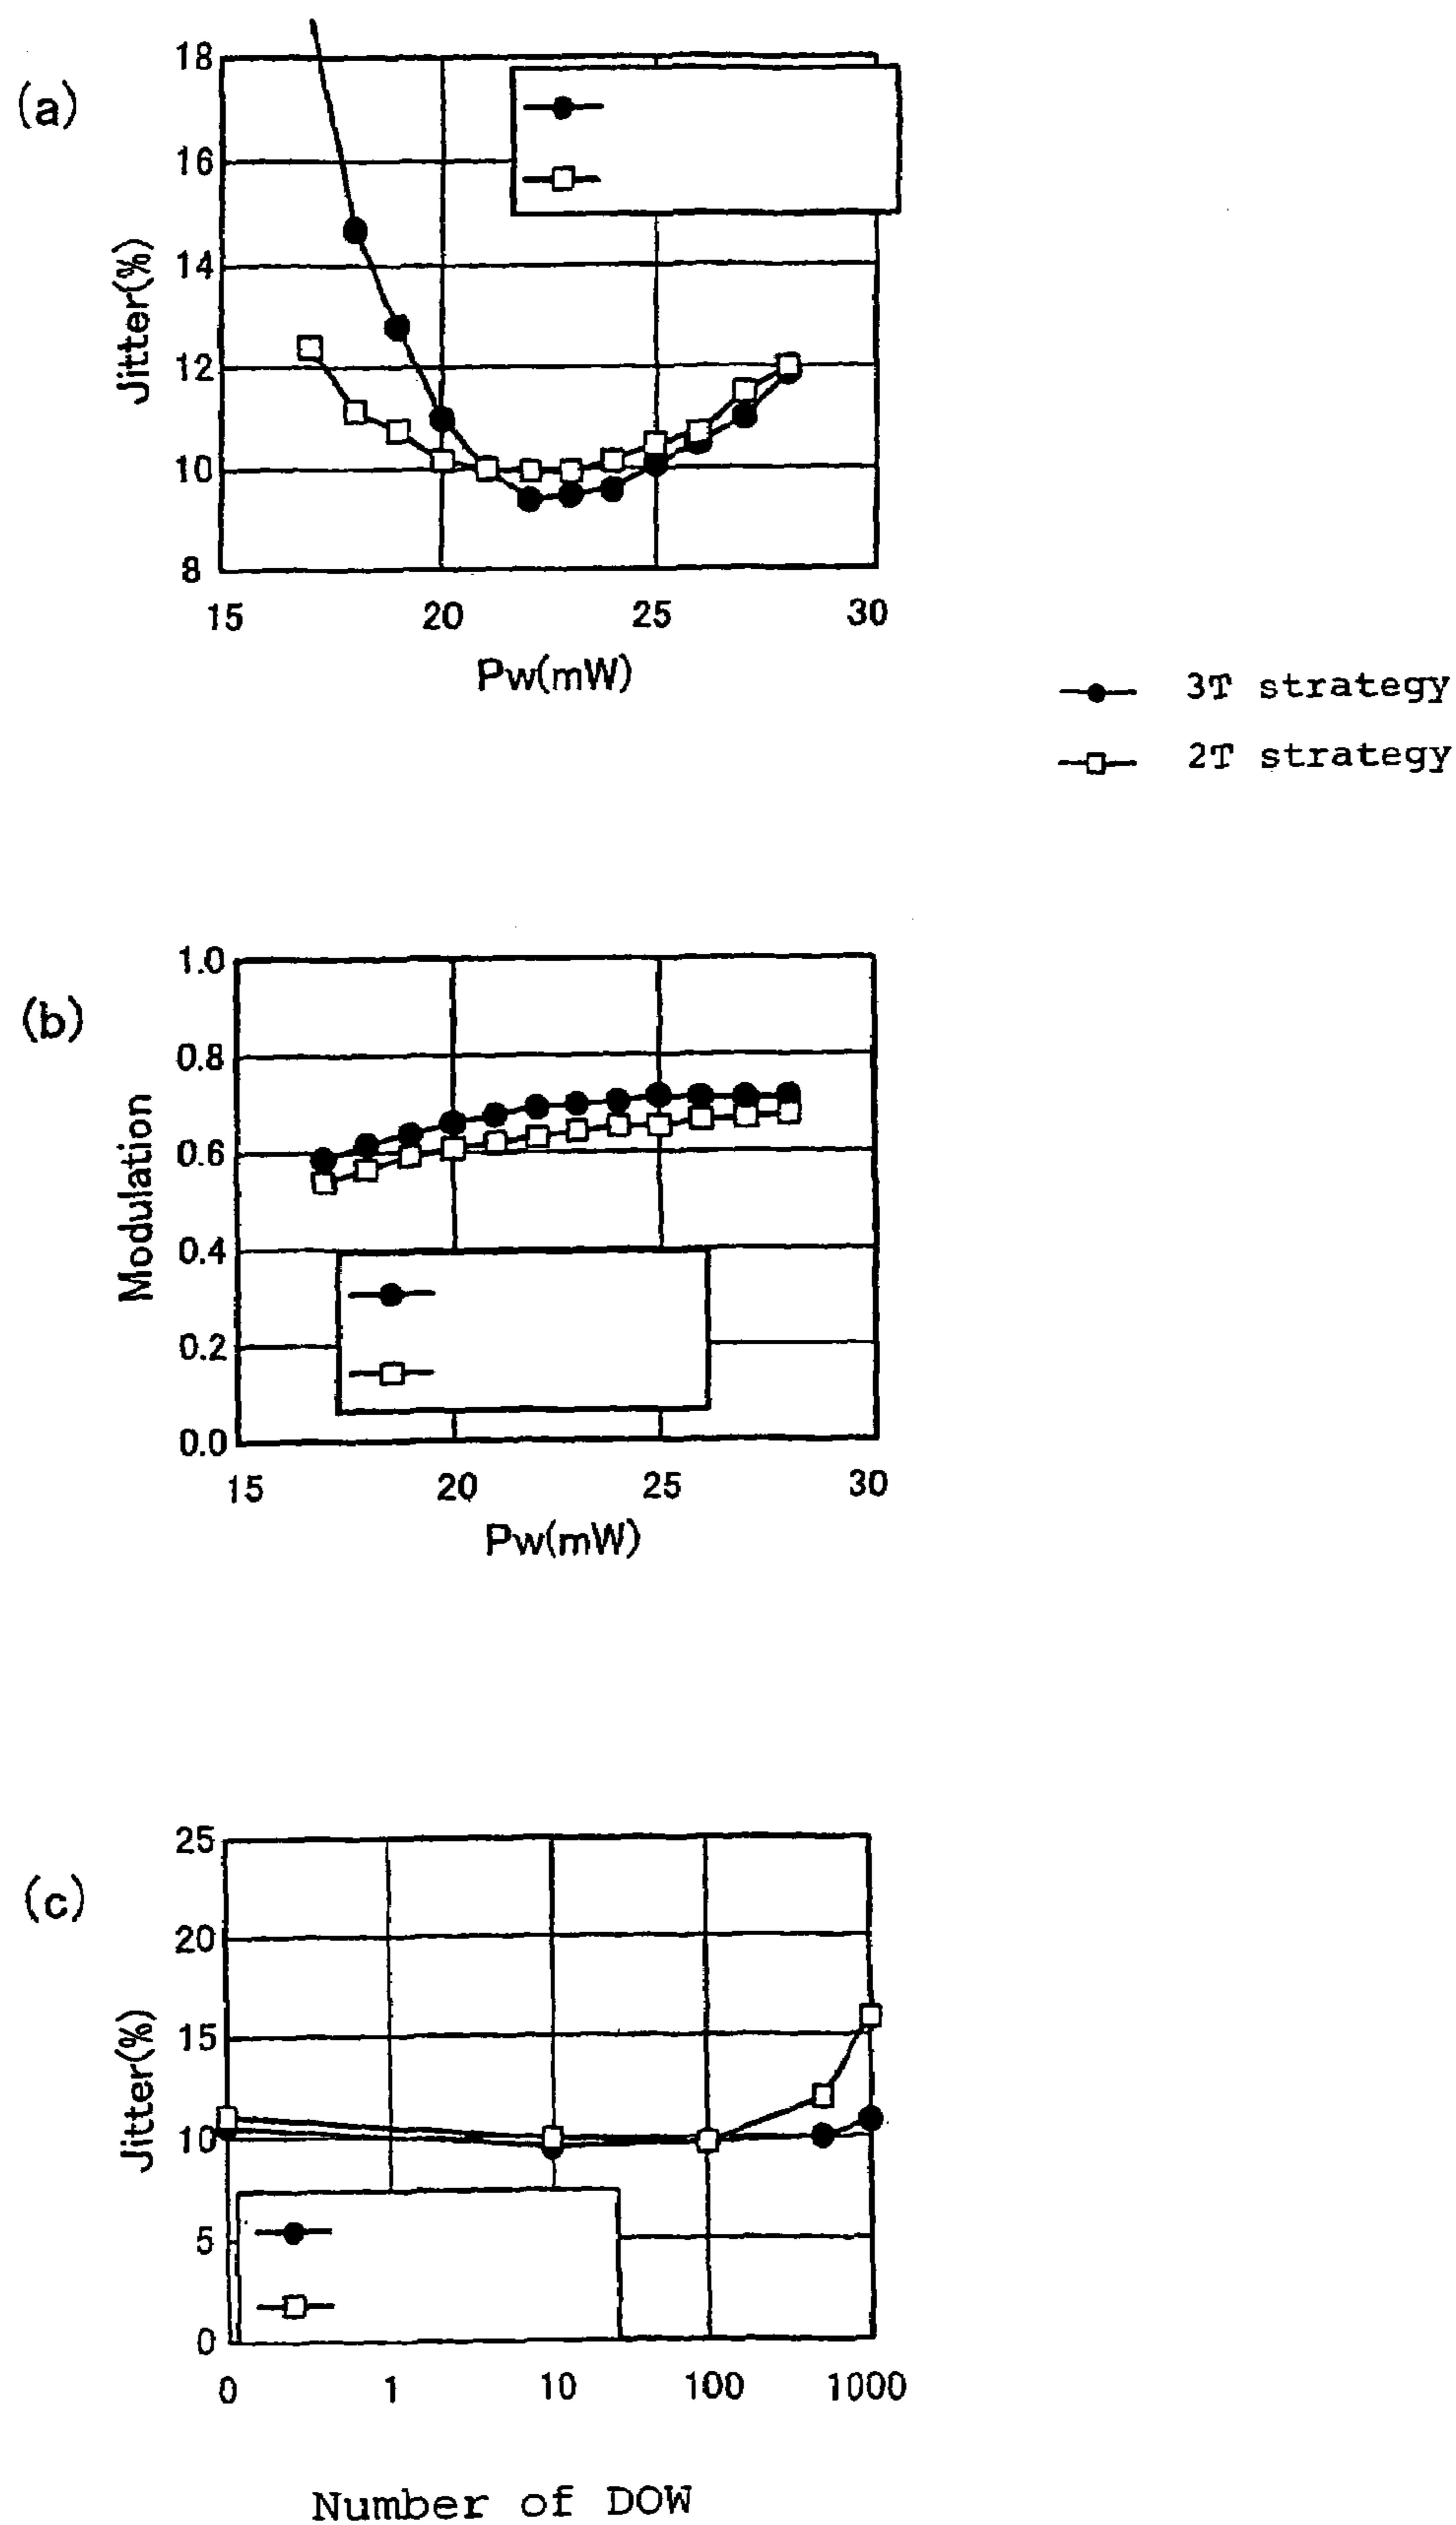 (a)
Jitter(%)
18
16
14
12
10
8
15 20 25 30
Pw(mW)
3T strategy
2T strategy
(b)
Modulation
1.0
0.8
0.6
0.4
0.2
0.0
15 20 25 30
Pw(mW)
(c)
Jitter(%)
25
20
15
10
5
0
0 1 10 100 1000
Number of DOW